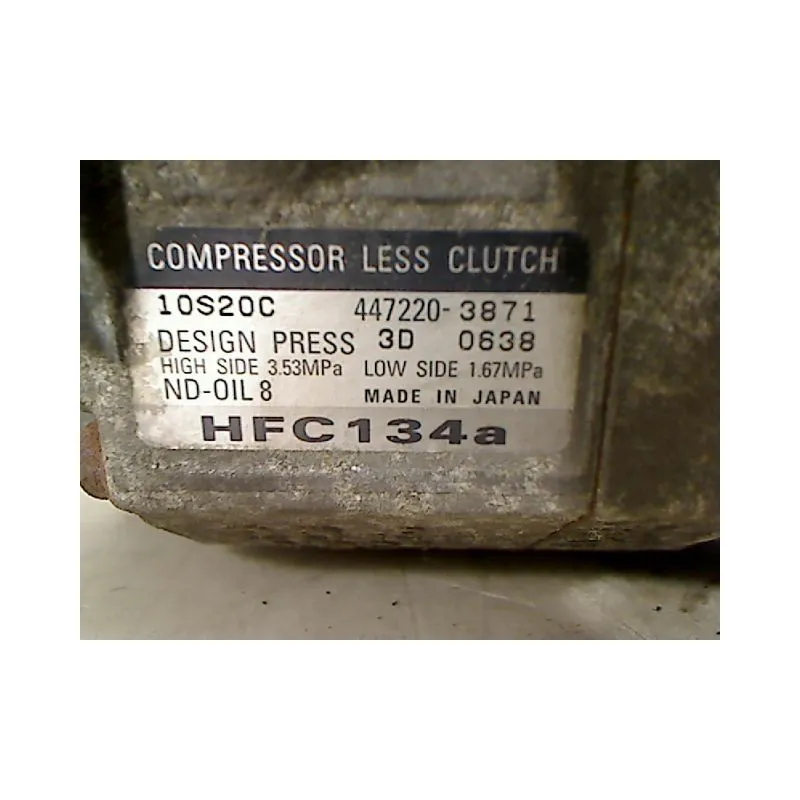 COMPRESSOR LESS CLUTCH
10S20C 447220-3871
DESIGN PRESS 3D 0638
HIGH SIDE 3.53MPa LOW SIDE 1.67MPa
ND-OIL 8 MADE IN JAPAN
HFC134a